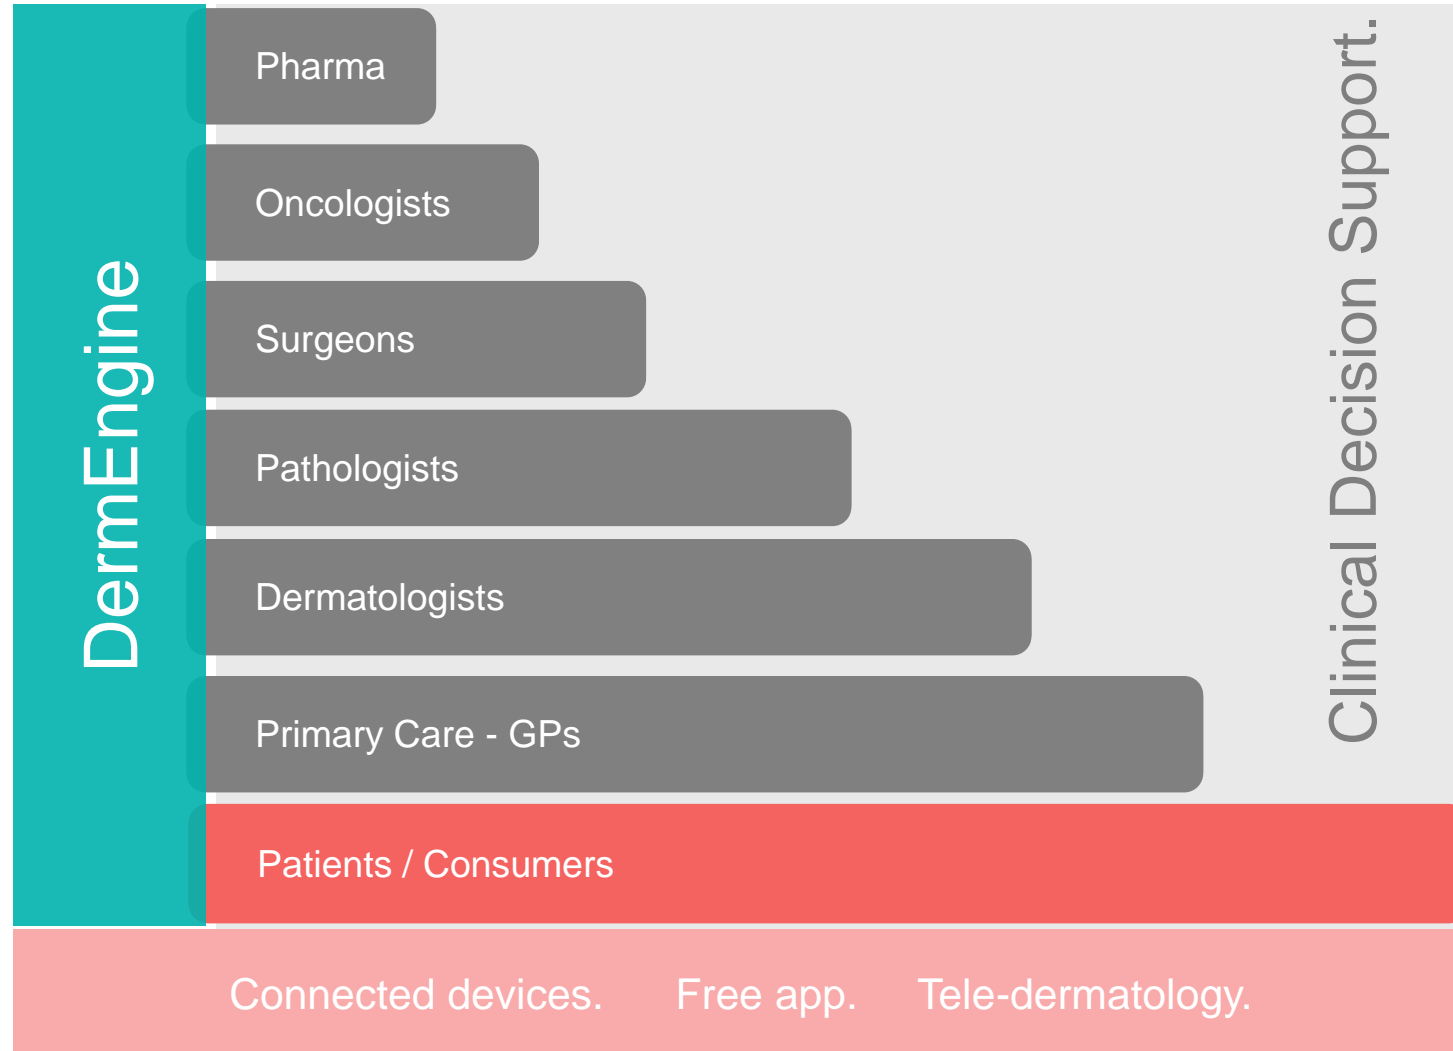 DermEngine
Pharma
Oncologists
Surgeons
Pathologists
Dermatologists
Primary Care - GPs
Patients / Consumers
Clinical Decision Support.
Connected devices. Free app. Tele-dermatology.